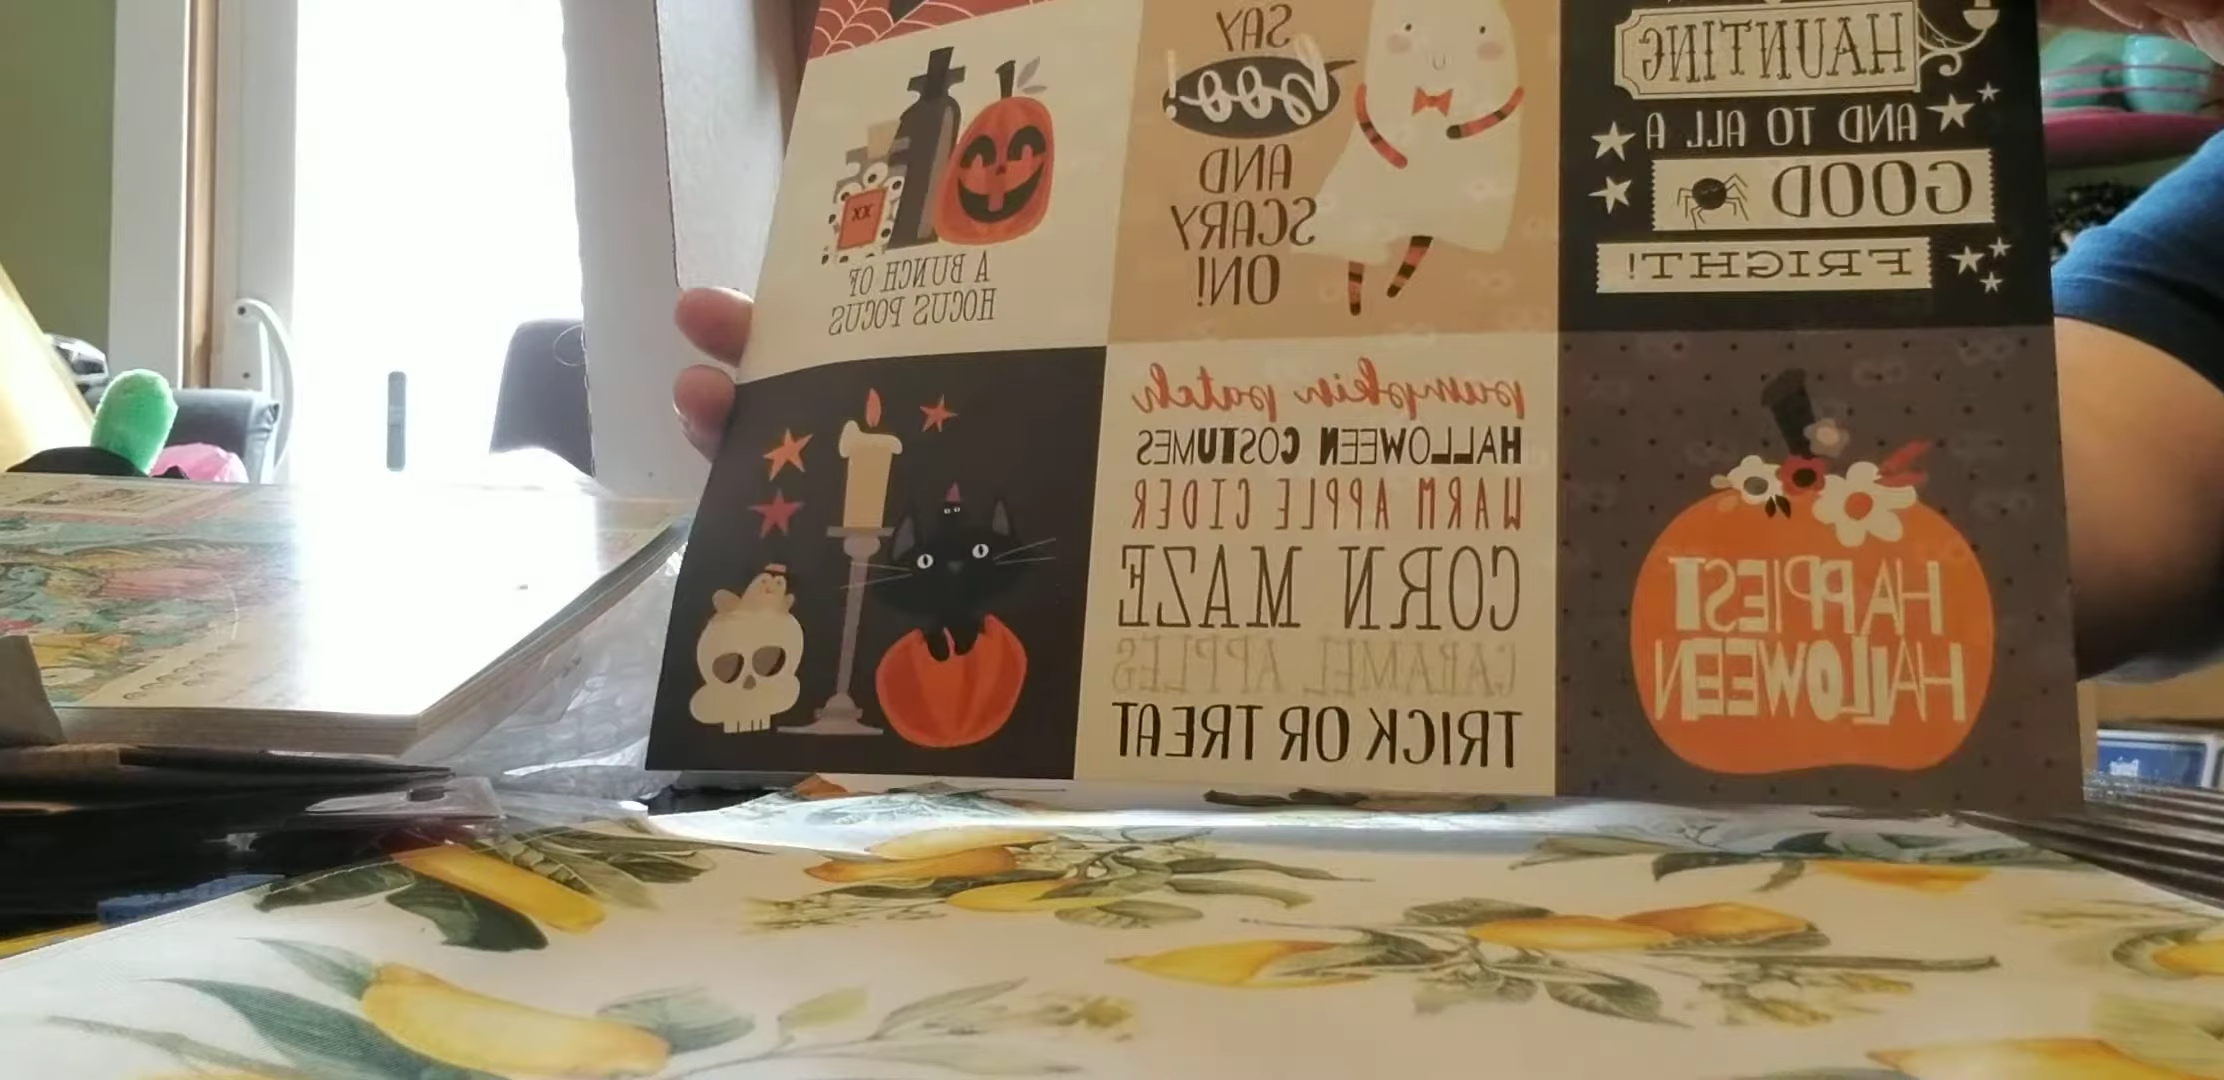 A BUNCH OF
HOCUS POCUS
XX
SAY
boo!
AND
SCARY
ON!
HAUNTING
AND TO ALL A
GOOD
FRIGHT!
pumpkin patch
HALLOWEEN COSTUMES
WARM APPLE CIDER
CORN MAZE
CARAMEL APPLES
TRICK OR TREAT
HAPPIEST
HALLOWEEN